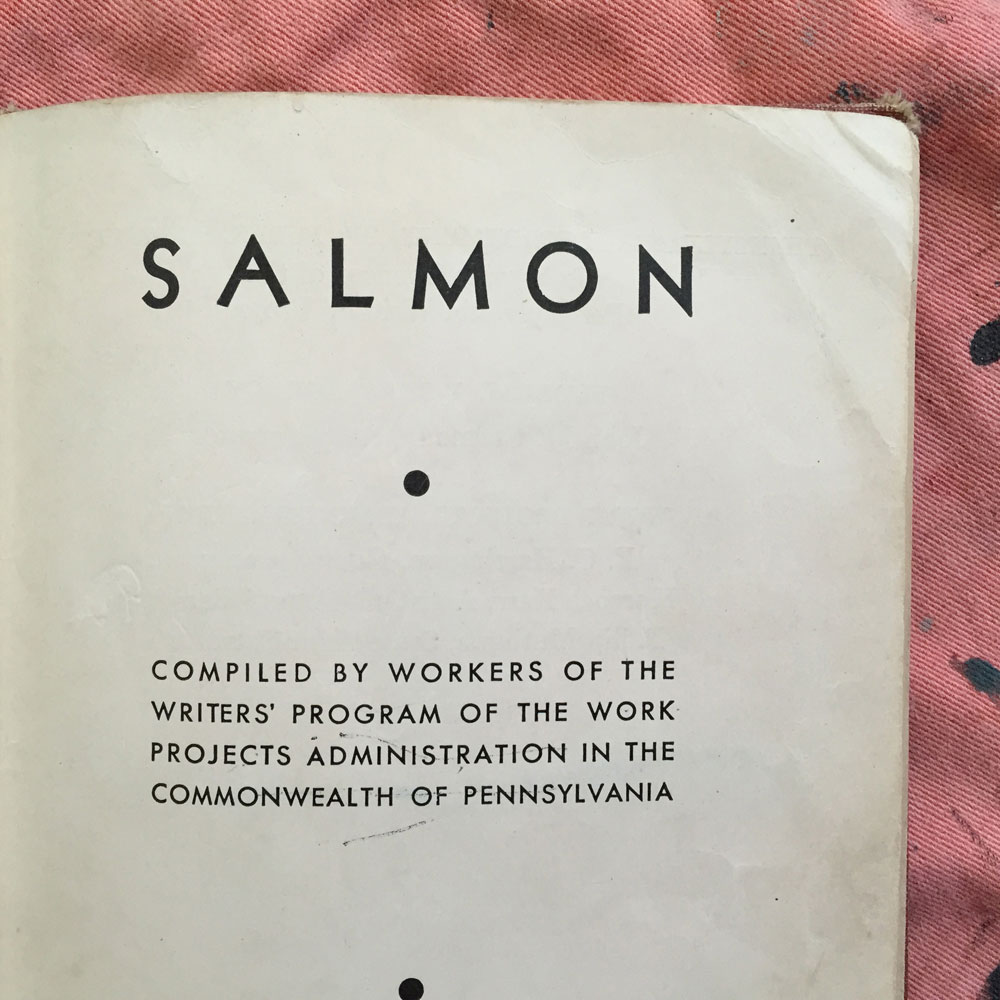 SALMON
COMPILED BY WORKERS OF THE
WRITERS' PROGRAM OF THE WORK
PROJECTS ADMINISTRATION IN THE
COMMONWEALTH OF PENNSYLVANIA